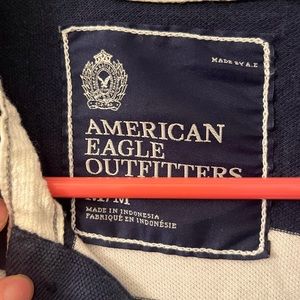 MADE BY A.E
AMERICAN
EAGLE
OUTFITTERS
M/M
MADE IN INDONESIA
FABRIQUÉ EN INDONÉSIE